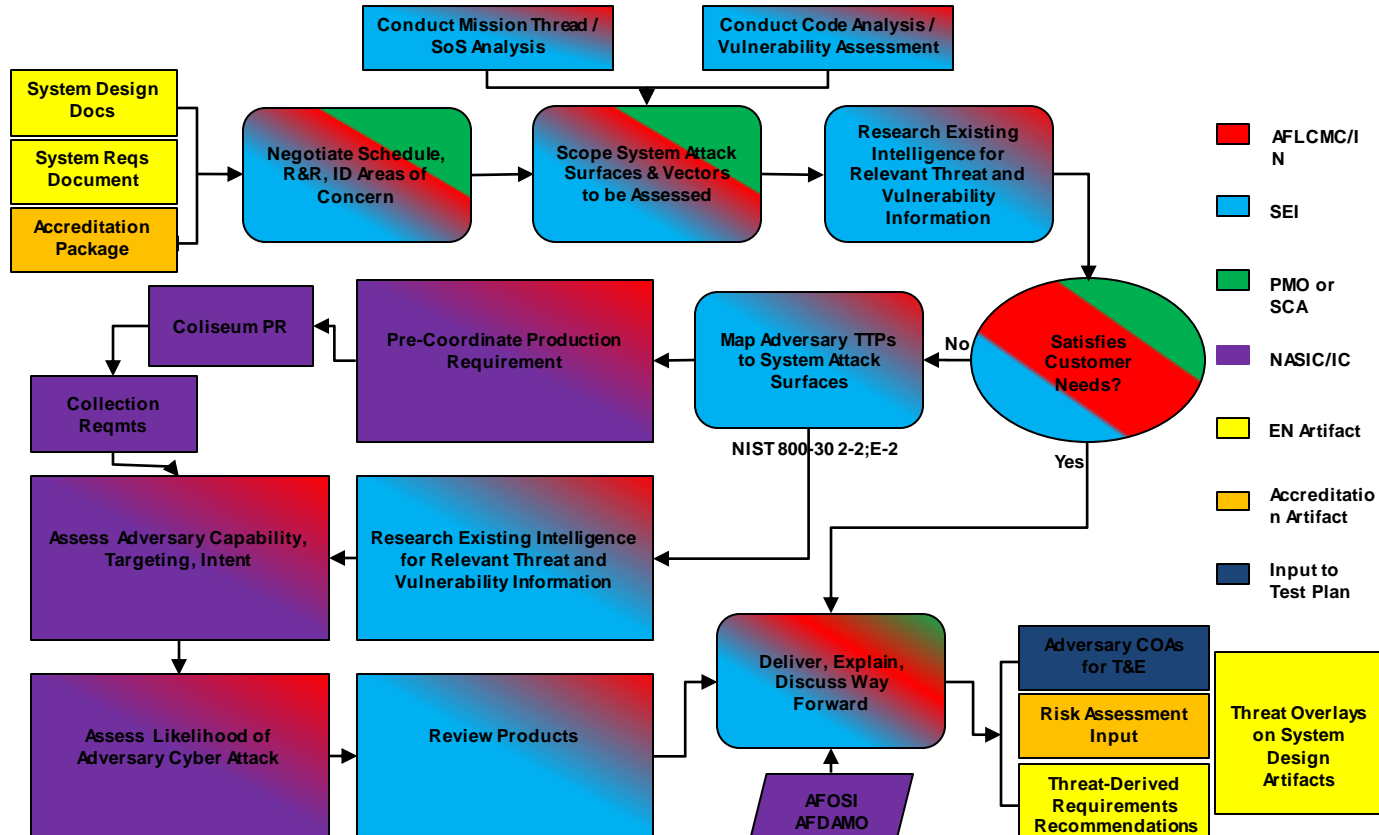 Conduct Mission Thread /
SoS Analysis
Conduct Code Analysis /
Vulnerability Assessment
System Design
Docs
System Reqs
Document
Accreditation
Package
Negotiate Schedule,
R&R, ID Areas of
Concern
Scope System Attack
Surfaces & Vectors
to be Assessed
Research Existing
Intelligence for
Relevant Threat and
Vulnerability
Information
AFLCMC/I
N
SEI
PMO or
SCA
NASIC/IC
EN Artifact
Accreditatio
n Artifact
Input to
Test Plan
Coliseum PR
Pre-Coordinate Production
Requirement
Map Adversary TTPs
to System Attack
Surfaces
No
Satisfies
Customer
Needs?
Collection
Reqmts
NIST 800-30 2-2;E-2
Yes
Assess Adversary Capability,
Targeting, Intent
Research Existing Intelligence
for Relevant Threat and
Vulnerability Information
Assess Likelihood of
Adversary Cyber Attack
Review Products
Deliver, Explain,
Discuss Way
Forward
AFOSI
AFDAMO
Adversary COAs
for T&E
Risk Assessment
Input
Threat-Derived
Requirements
Recommendations
Threat Overlays
on System
Design
Artifacts